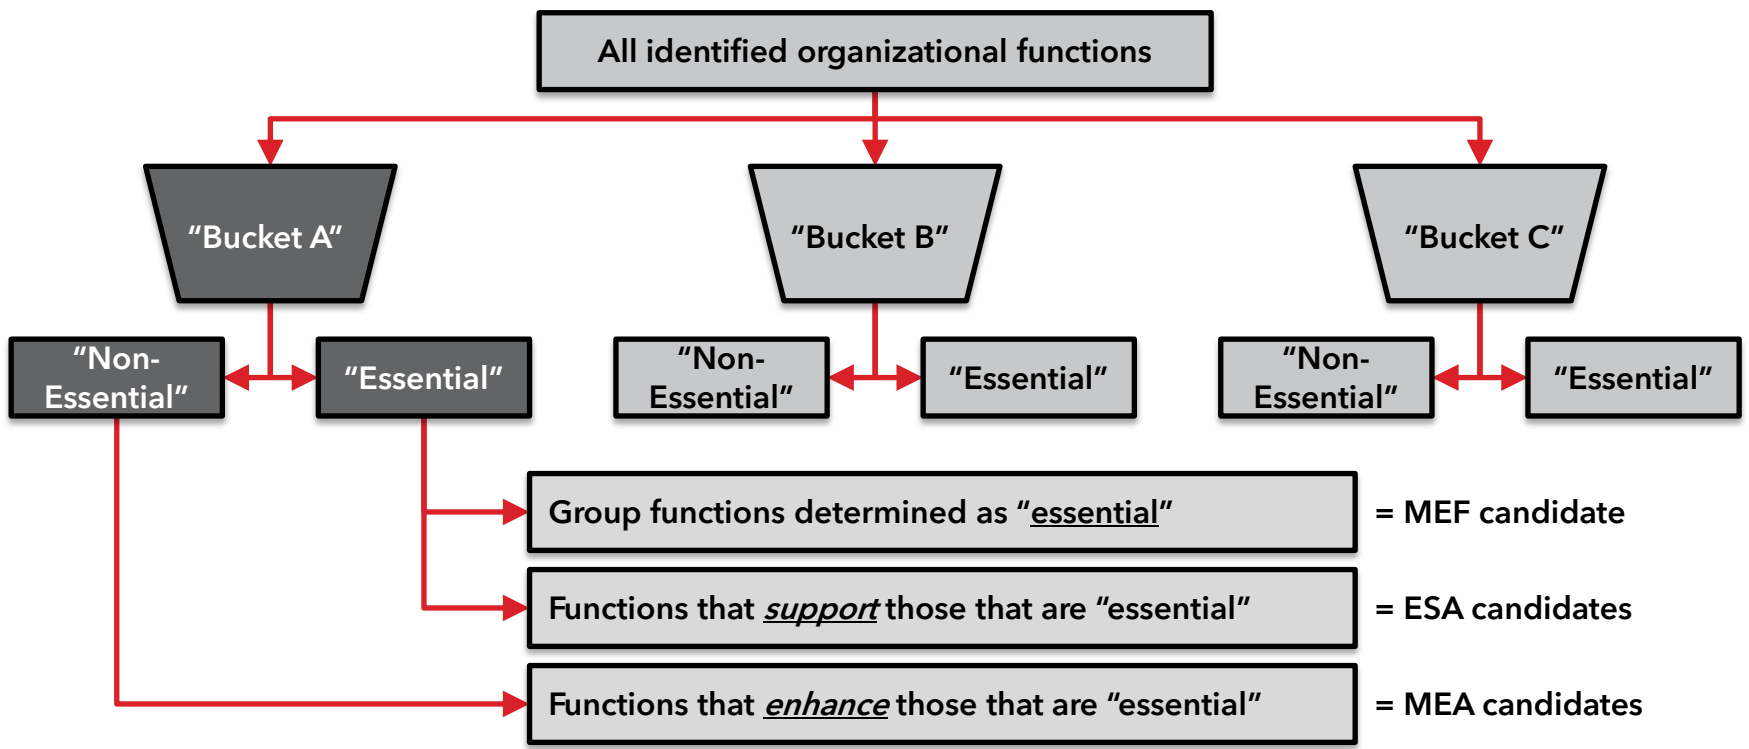 All identified organizational functions
“Bucket A”
“Bucket B”
“Bucket C”
“Non-
Essential”
“Essential”
“Non-
Essential”
“Essential”
“Non-
Essential”
“Essential”
Group functions determined as “essential” = MEF candidate
Functions that support those that are “essential” = ESA candidates
Functions that enhance those that are “essential” = MEA candidates